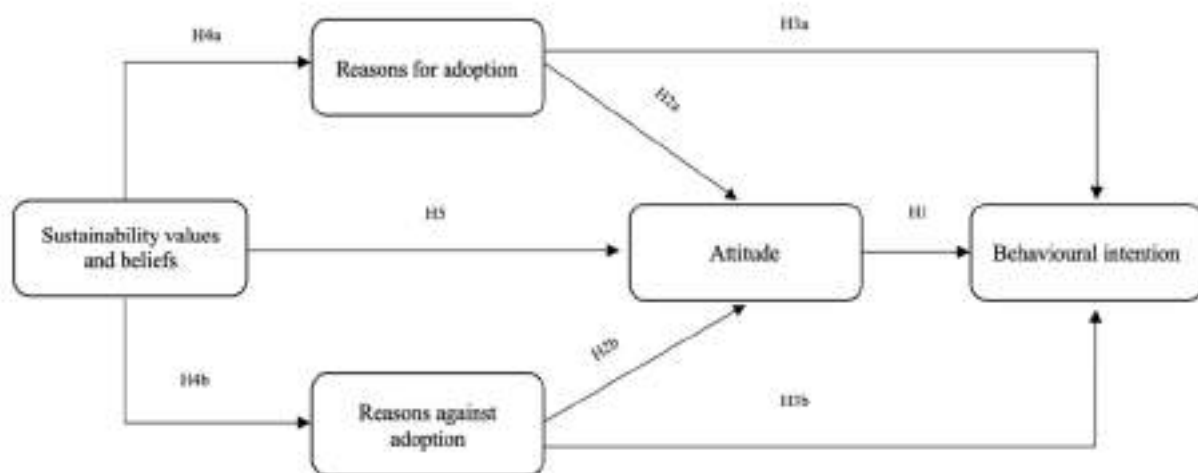 H4a
Reasons for adoption
H3a
H2a
Sustainability values
and beliefs
H5
Attitude
H1
Behavioural intention
H4b
H2b
Reasons against
adoption
H3b